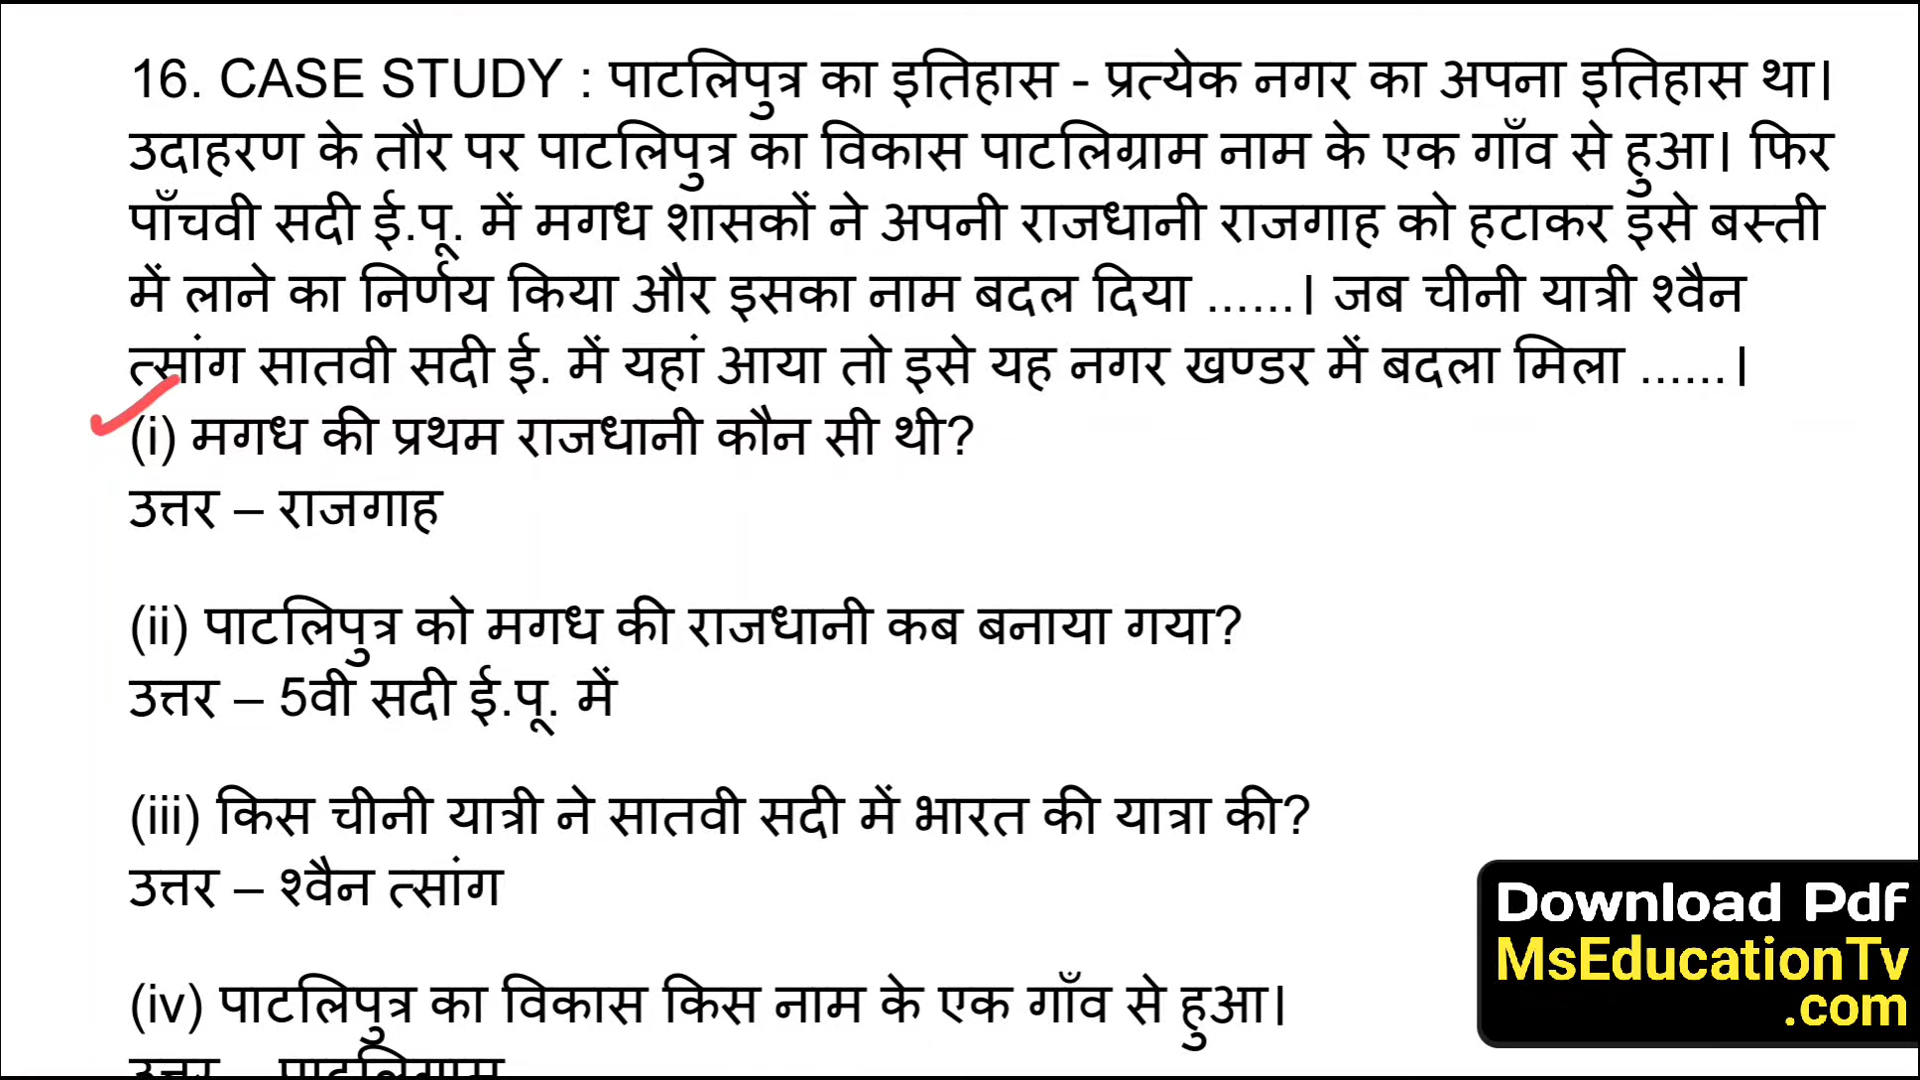 16. CASE STUDY : पाटलिपुत्र का इतिहास - प्रत्येक नगर का अपना इतिहास था।
उदाहरण के तौर पर पाटलिपुत्र का विकास पाटलिग्राम नाम के एक गाँव से हुआ। फिर
पाँचवी सदी ई.पू. में मगध शासकों ने अपनी राजधानी राजगाह को हटाकर इसे बस्ती
में लाने का निर्णय किया और इसका नाम बदल दिया ......। जब चीनी यात्री श्वैन
त्सांग सातवी सदी ई. में यहां आया तो इसे यह नगर खण्डर में बदला मिला ......।
(i) मगध की प्रथम राजधानी कौन सी थी?
उत्तर – राजगाह
(ii) पाटलिपुत्र को मगध की राजधानी कब बनाया गया?
उत्तर – 5वी सदी ई.पू. में
(iii) किस चीनी यात्री ने सातवी सदी में भारत की यात्रा की?
उत्तर – श्वैन त्सांग
(iv) पाटलिपुत्र का विकास किस नाम के एक गाँव से हुआ।
उत्तर – पाटलिग्राम
Download Pdf
MsEducationTv
.com